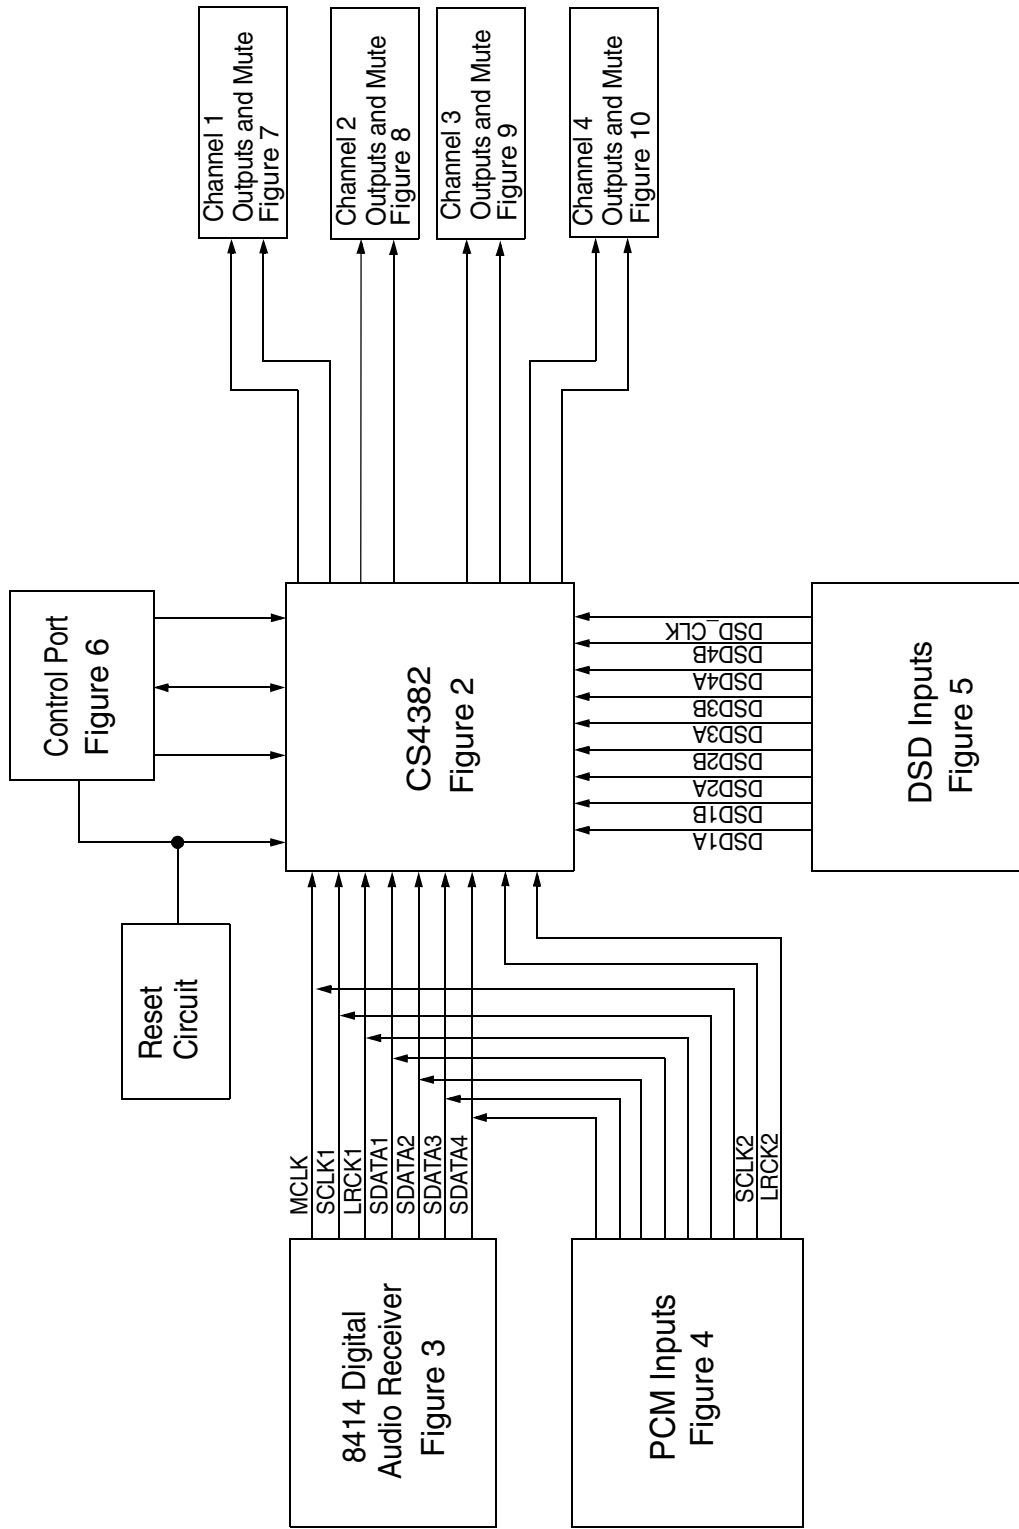 Channel 1
Outputs and Mute
Figure 7
Channel 2
Outputs and Mute
Figure 8
Channel 3
Outputs and Mute
Figure 9
Channel 4
Outputs and Mute
Figure 10
Control Port
Figure 6
CS4382
Figure 2
DSD_CLK
DSD4B
DSD4A
DSD3B
DSD3A
DSD2B
DSD2A
DSD1B
DSD1A
DSD Inputs
Figure 5
Reset
Circuit
MCLK
SCLK1
LRCK1
SDATA1
SDATA2
SDATA3
SDATA4
SCLK2
LRCK2
8414 Digital
Audio Receiver
Figure 3
PCM Inputs
Figure 4